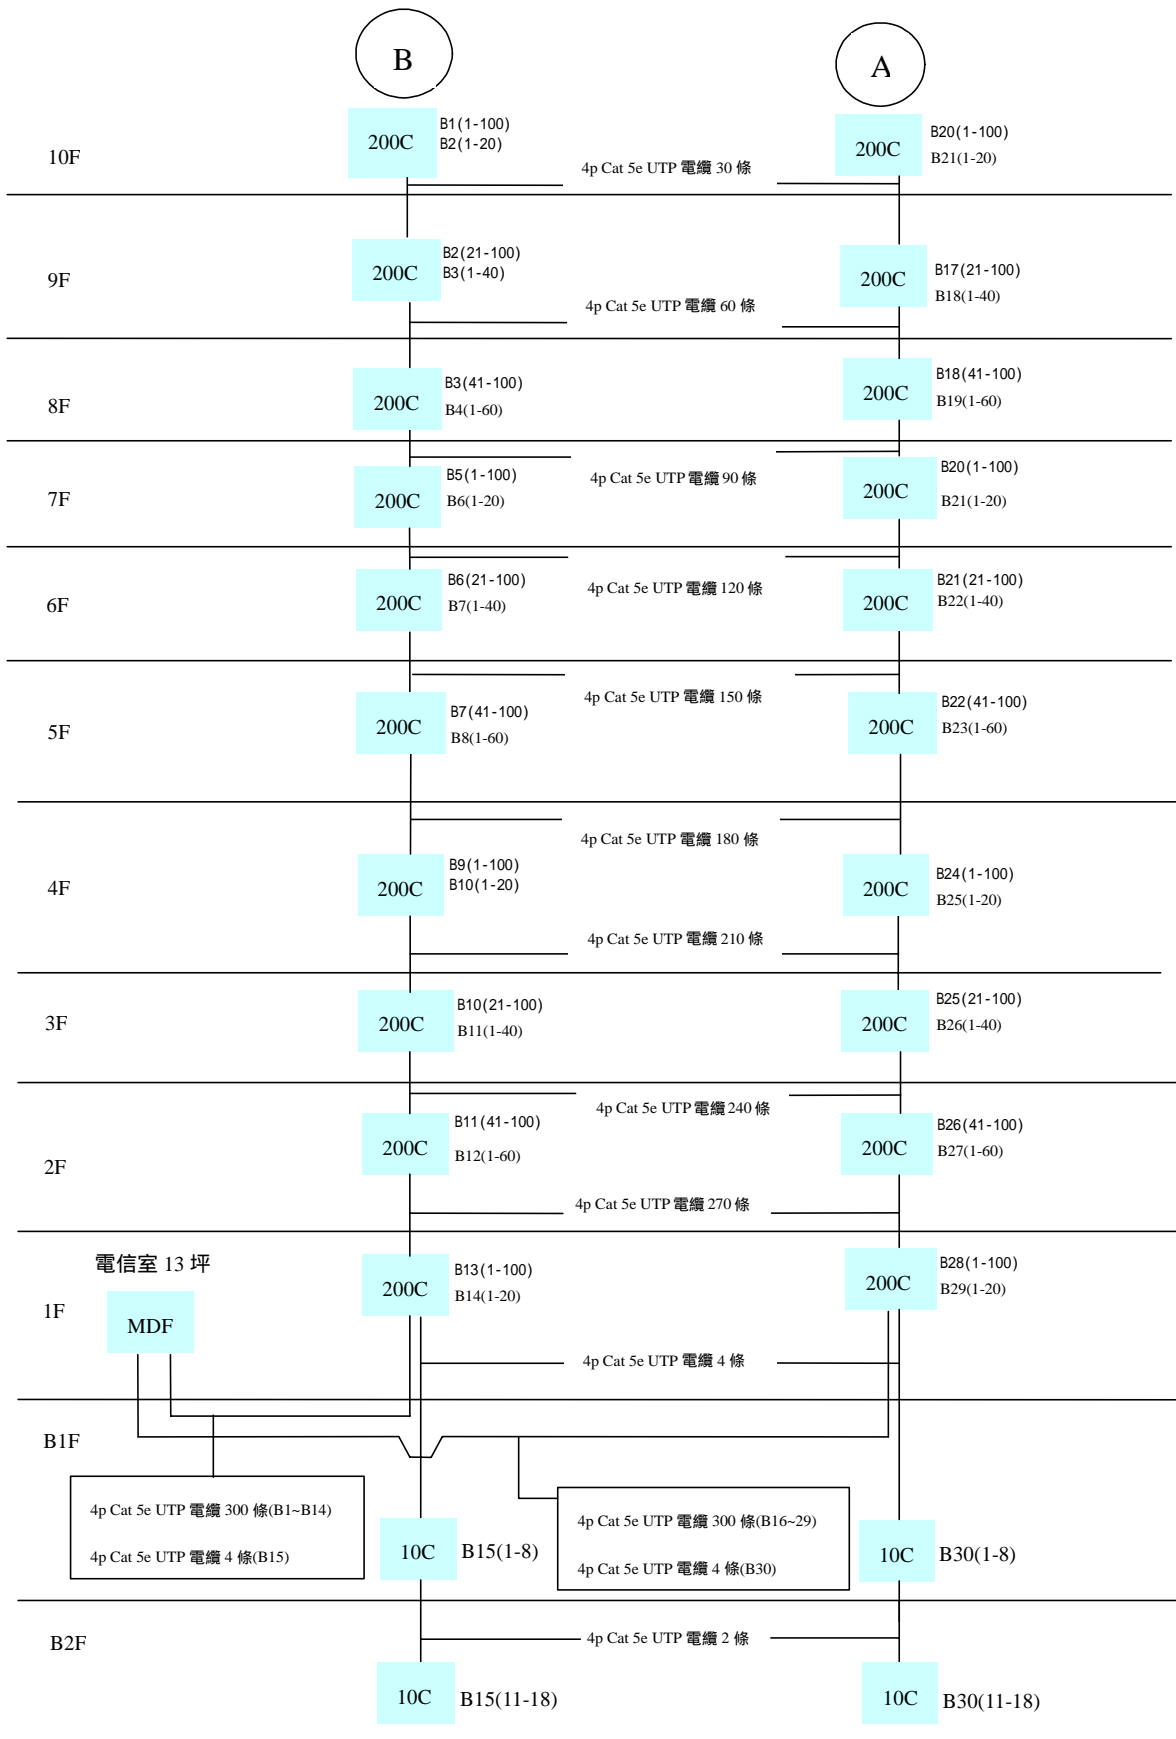 B
A
10F
200C
B1(1-100)
B2(1-20)
200C
B20(1-100)
B21(1-20)
4p Cat 5e UTP 電纜 30 條
9F
200C
B2(21-100)
B3(1-40)
200C
B17(21-100)
B18(1-40)
4p Cat 5e UTP 電纜 60 條
8F
200C
B3(41-100)
B4(1-60)
200C
B18(41-100)
B19(1-60)
4p Cat 5e UTP 電纜 90 條
7F
200C
B5(1-100)
B6(1-20)
200C
B20(1-100)
B21(1-20)
6F
200C
B6(21-100)
B7(1-40)
4p Cat 5e UTP 電纜 120 條
200C
B21(21-100)
B22(1-40)
5F
200C
B7(41-100)
B8(1-60)
4p Cat 5e UTP 電纜 150 條
200C
B22(41-100)
B23(1-60)
4p Cat 5e UTP 電纜 180 條
4F
200C
B9(1-100)
B10(1-20)
200C
B24(1-100)
B25(1-20)
4p Cat 5e UTP 電纜 210 條
3F
200C
B10(21-100)
B11(1-40)
200C
B25(21-100)
B26(1-40)
4p Cat 5e UTP 電纜 240 條
2F
200C
B11(41-100)
B12(1-60)
200C
B26(41-100)
B27(1-60)
4p Cat 5e UTP 電纜 270 條
電信室 13 坪
1F
MDF
200C
B13(1-100)
B14(1-20)
200C
B28(1-100)
B29(1-20)
4p Cat 5e UTP 電纜 4 條
B1F
4p Cat 5e UTP 電纜 300 條(B1~B14)
4p Cat 5e UTP 電纜 4 條(B15)
10C
B15(1-8)
4p Cat 5e UTP 電纜 300 條(B16~29)
4p Cat 5e UTP 電纜 4 條(B30)
10C
B30(1-8)
B2F
4p Cat 5e UTP 電纜 2 條
10C
B15(11-18)
10C
B30(11-18)